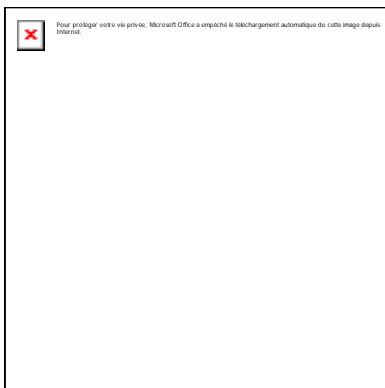 Pour protéger votre vie privée, Microsoft Office a empêché le téléchargement automatique de cette image depuis
Internet.